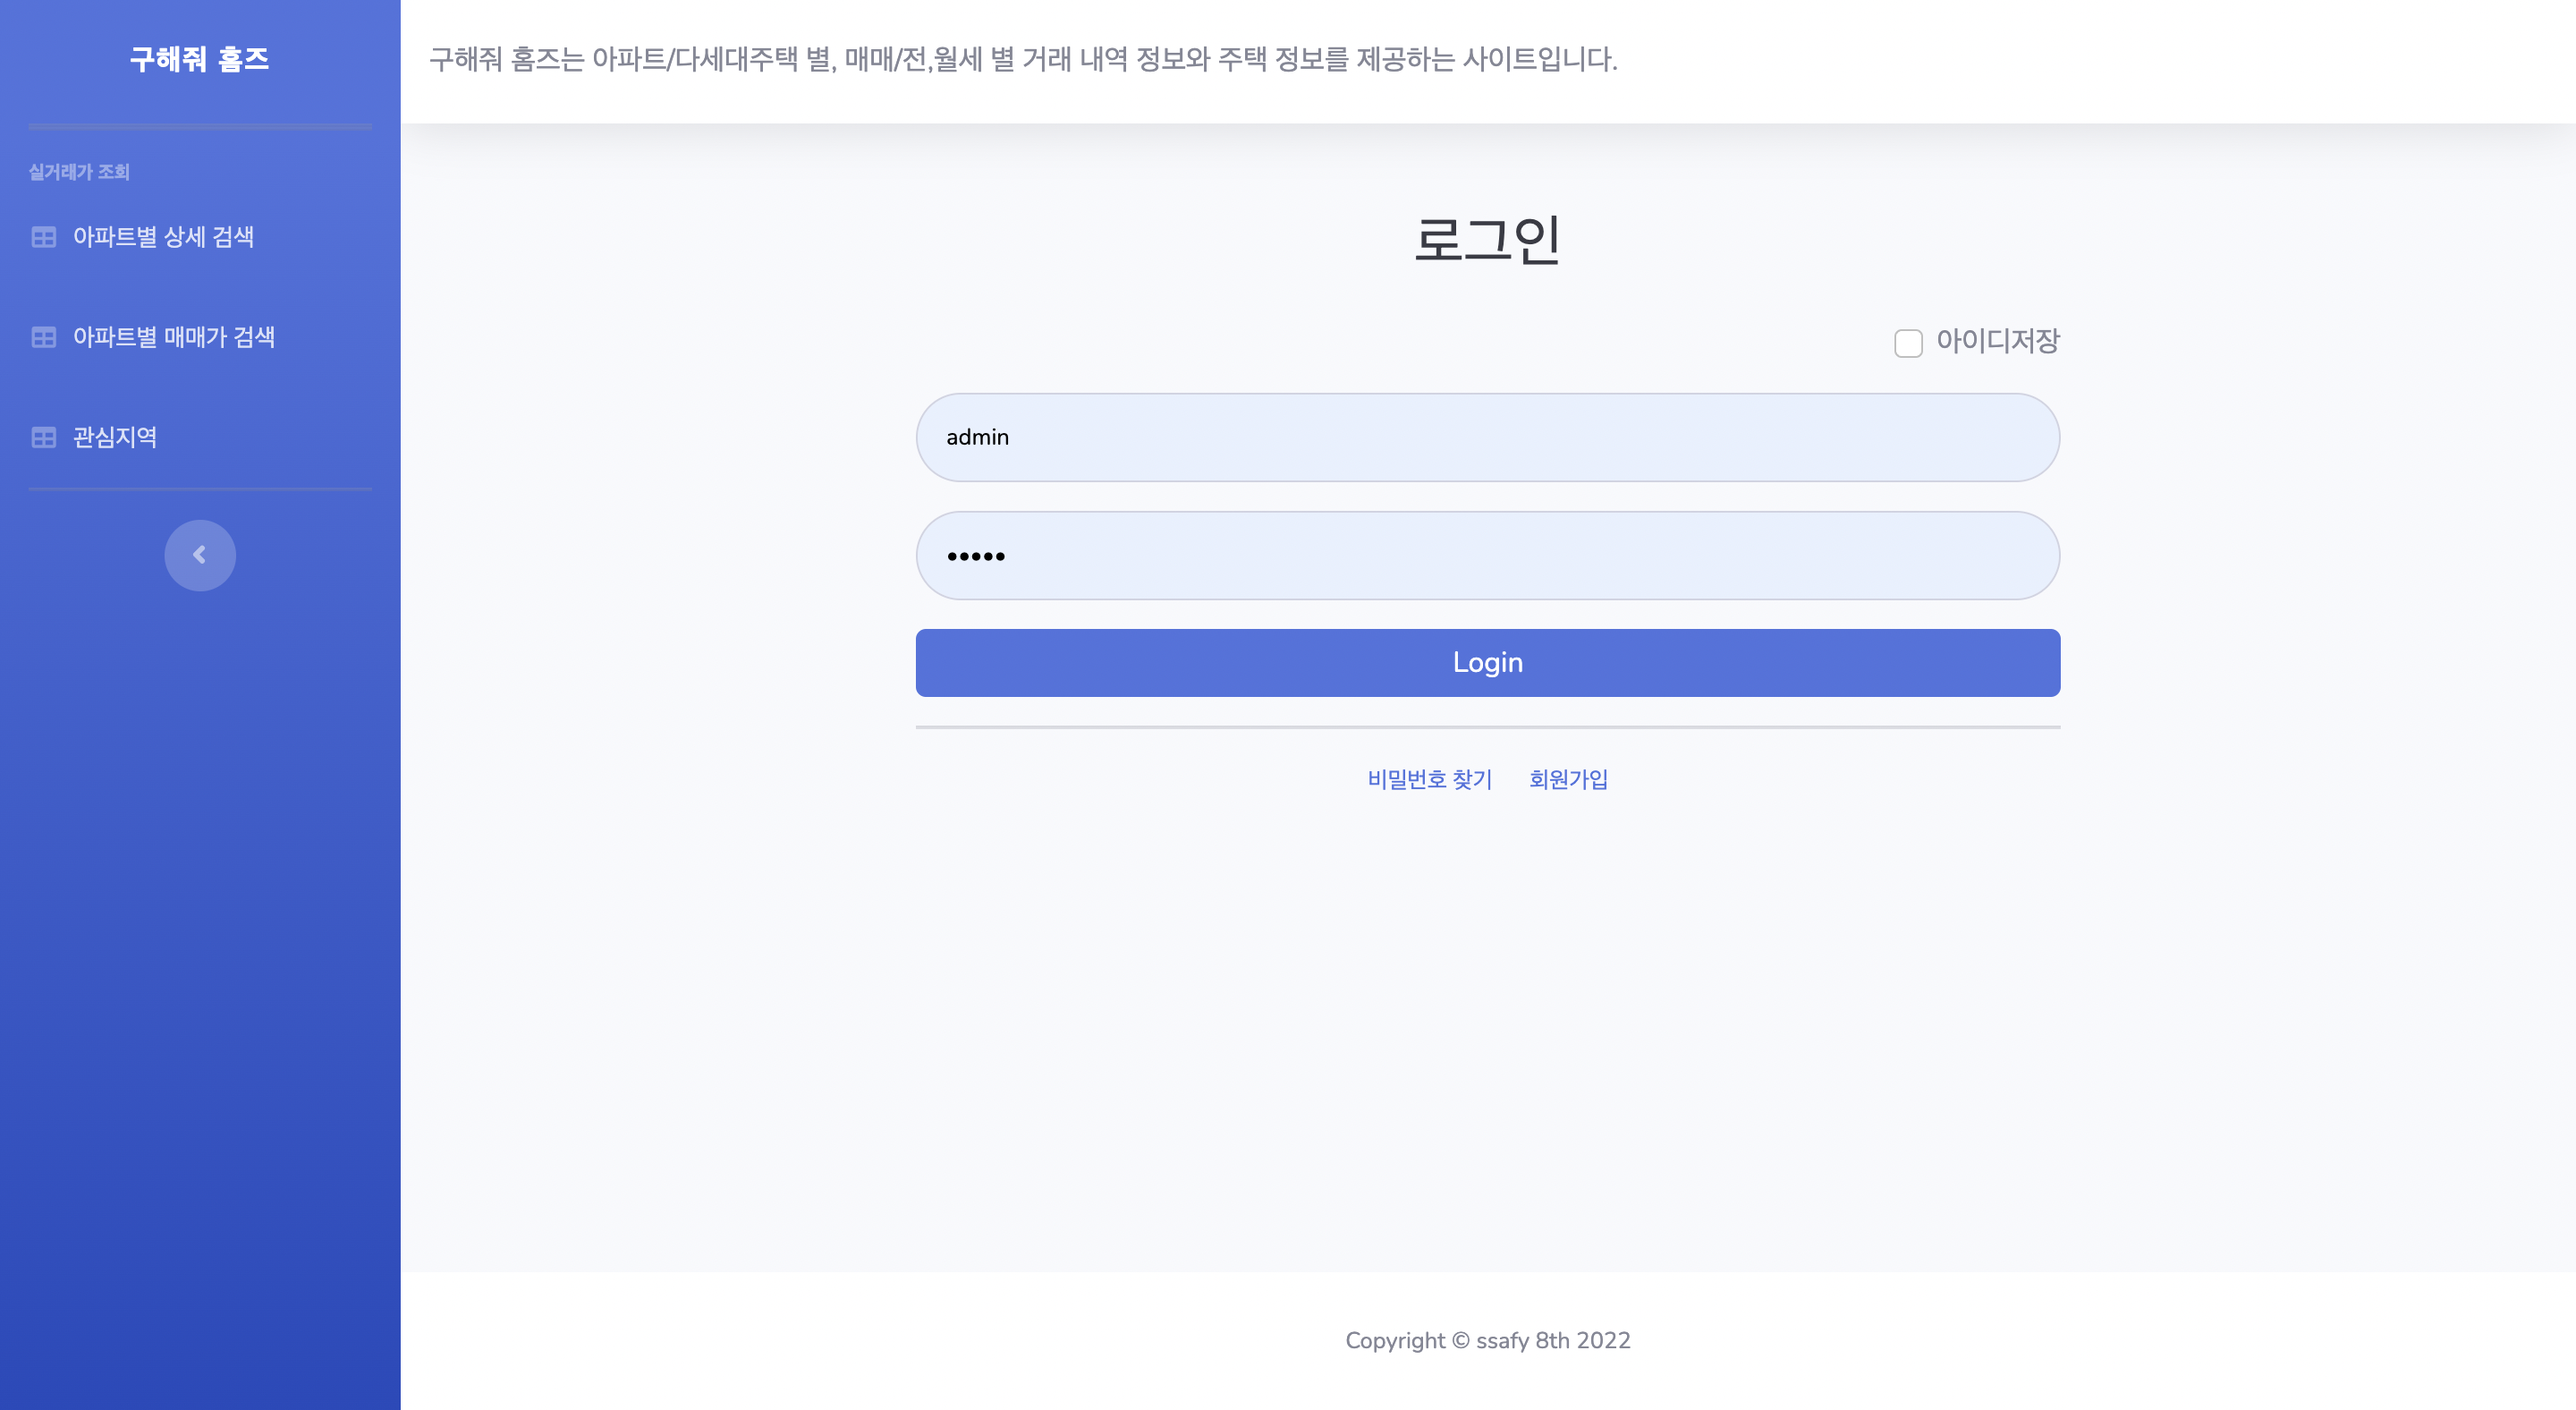 구해줘 홈즈
구해줘 홈즈는 아파트/다세대주택 별, 매매/전,월세 별 거래 내역 정보와 주택 정보를 제공하는 사이트입니다.
실거래가 조회
아파트별 상세 검색
아파트별 매매가 검색
관심지역
로그인
아이디저장
admin
•••••
Login
비밀번호 찾기 회원가입
Copyright © ssafy 8th 2022